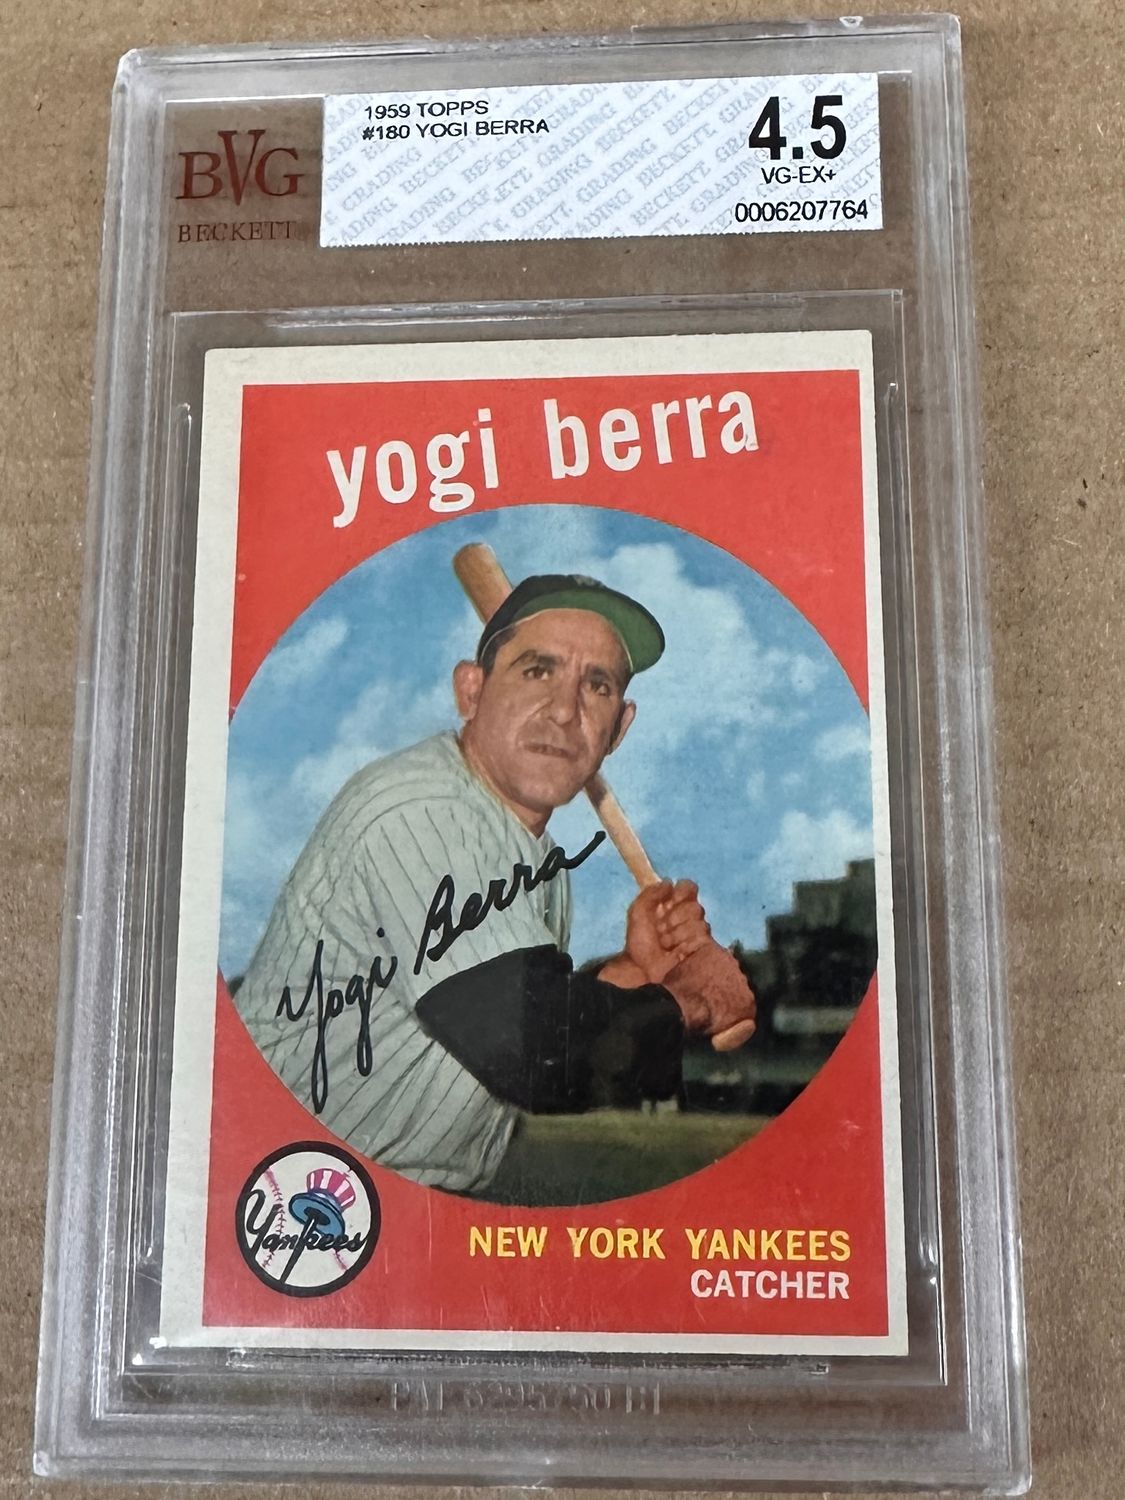 1959 TOPPS
#180 YOGI BERRA
4.5
VG-EX+
0006207764
BVG
BECKETT
yogi berra
Yogi Berra
Yankees
NEW YORK YANKEES
CATCHER